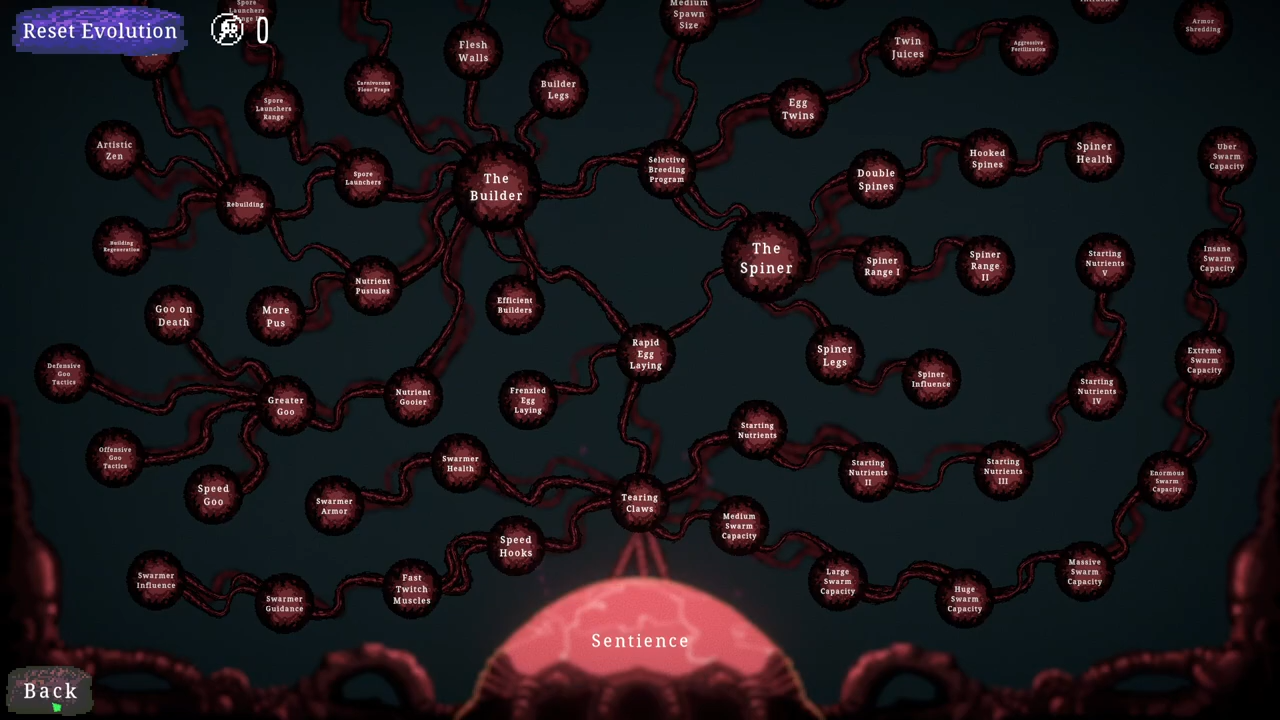 Reset Evolution
0
Spore
Launchers
Medium
Spawn
Size
Armor
Shredding
Flesh
Walls
Twin
Juices
Aggressive
Fertilization
Carnivorous
Floor Traps
Builder
Legs
Spore
Launchers
Range
Egg
Twins
Artistic
Zen
Spore
Launchers
The
Builder
Selective
Breeding
Program
Double
Spines
Hooked
Spines
Spiner
Health
Uber
Swarm
Capacity
Rebuilding
Building
Regeneration
The
Spiner
Spiner
Range I
Spiner
Range
II
Starting
Nutrients
V
Insane
Swarm
Capacity
Nutrient
Pustules
Goo on
Death
More
Pus
Efficient
Builders
Rapid
Egg
Laying
Spiner
Legs
Spiner
Influence
Extreme
Swarm
Capacity
Defensive
Goo
Tactics
Greater
Goo
Nutrient
Gooier
Frenzied
Egg
Laying
Starting
Nutrients
IV
Starting
Nutrients
Offensive
Goo
Tactics
Speed
Goo
Swarmer
Health
Swarmer
Armor
Tearing
Claws
Starting
Nutrients
II
Starting
Nutrients
III
Enormous
Swarm
Capacity
Medium
Swarm
Capacity
Speed
Hooks
Swarmer
Influence
Swarmer
Guidance
Fast
Twitch
Muscles
Large
Swarm
Capacity
Huge
Swarm
Capacity
Massive
Swarm
Capacity
Sentience
Back